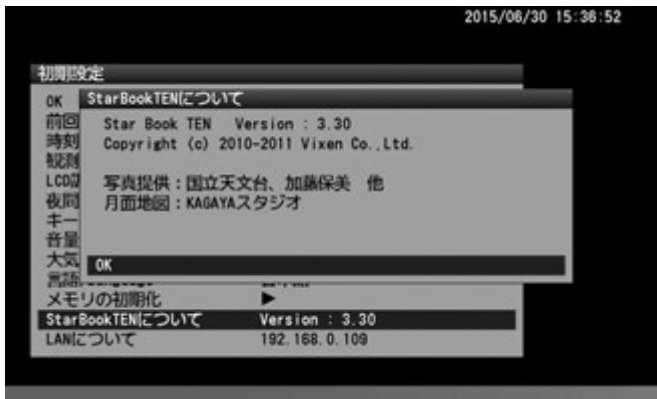 2015/06/30 15:36:52
初期設定
StarBookTENについて
OK
前回
時刻
観測
LCD
夜間
キー
音量
大気
Star Book TEN Version : 3.30
Copyright (c) 2010-2011 Vixen Co.,Ltd.
写真提供：国立天文台、加藤保美 他
月面地図：KAGAYAスタジオ
OK
メモリの初期化 ▶
StarBookTENについて Version : 3.30
LANについて 192.168.0.109